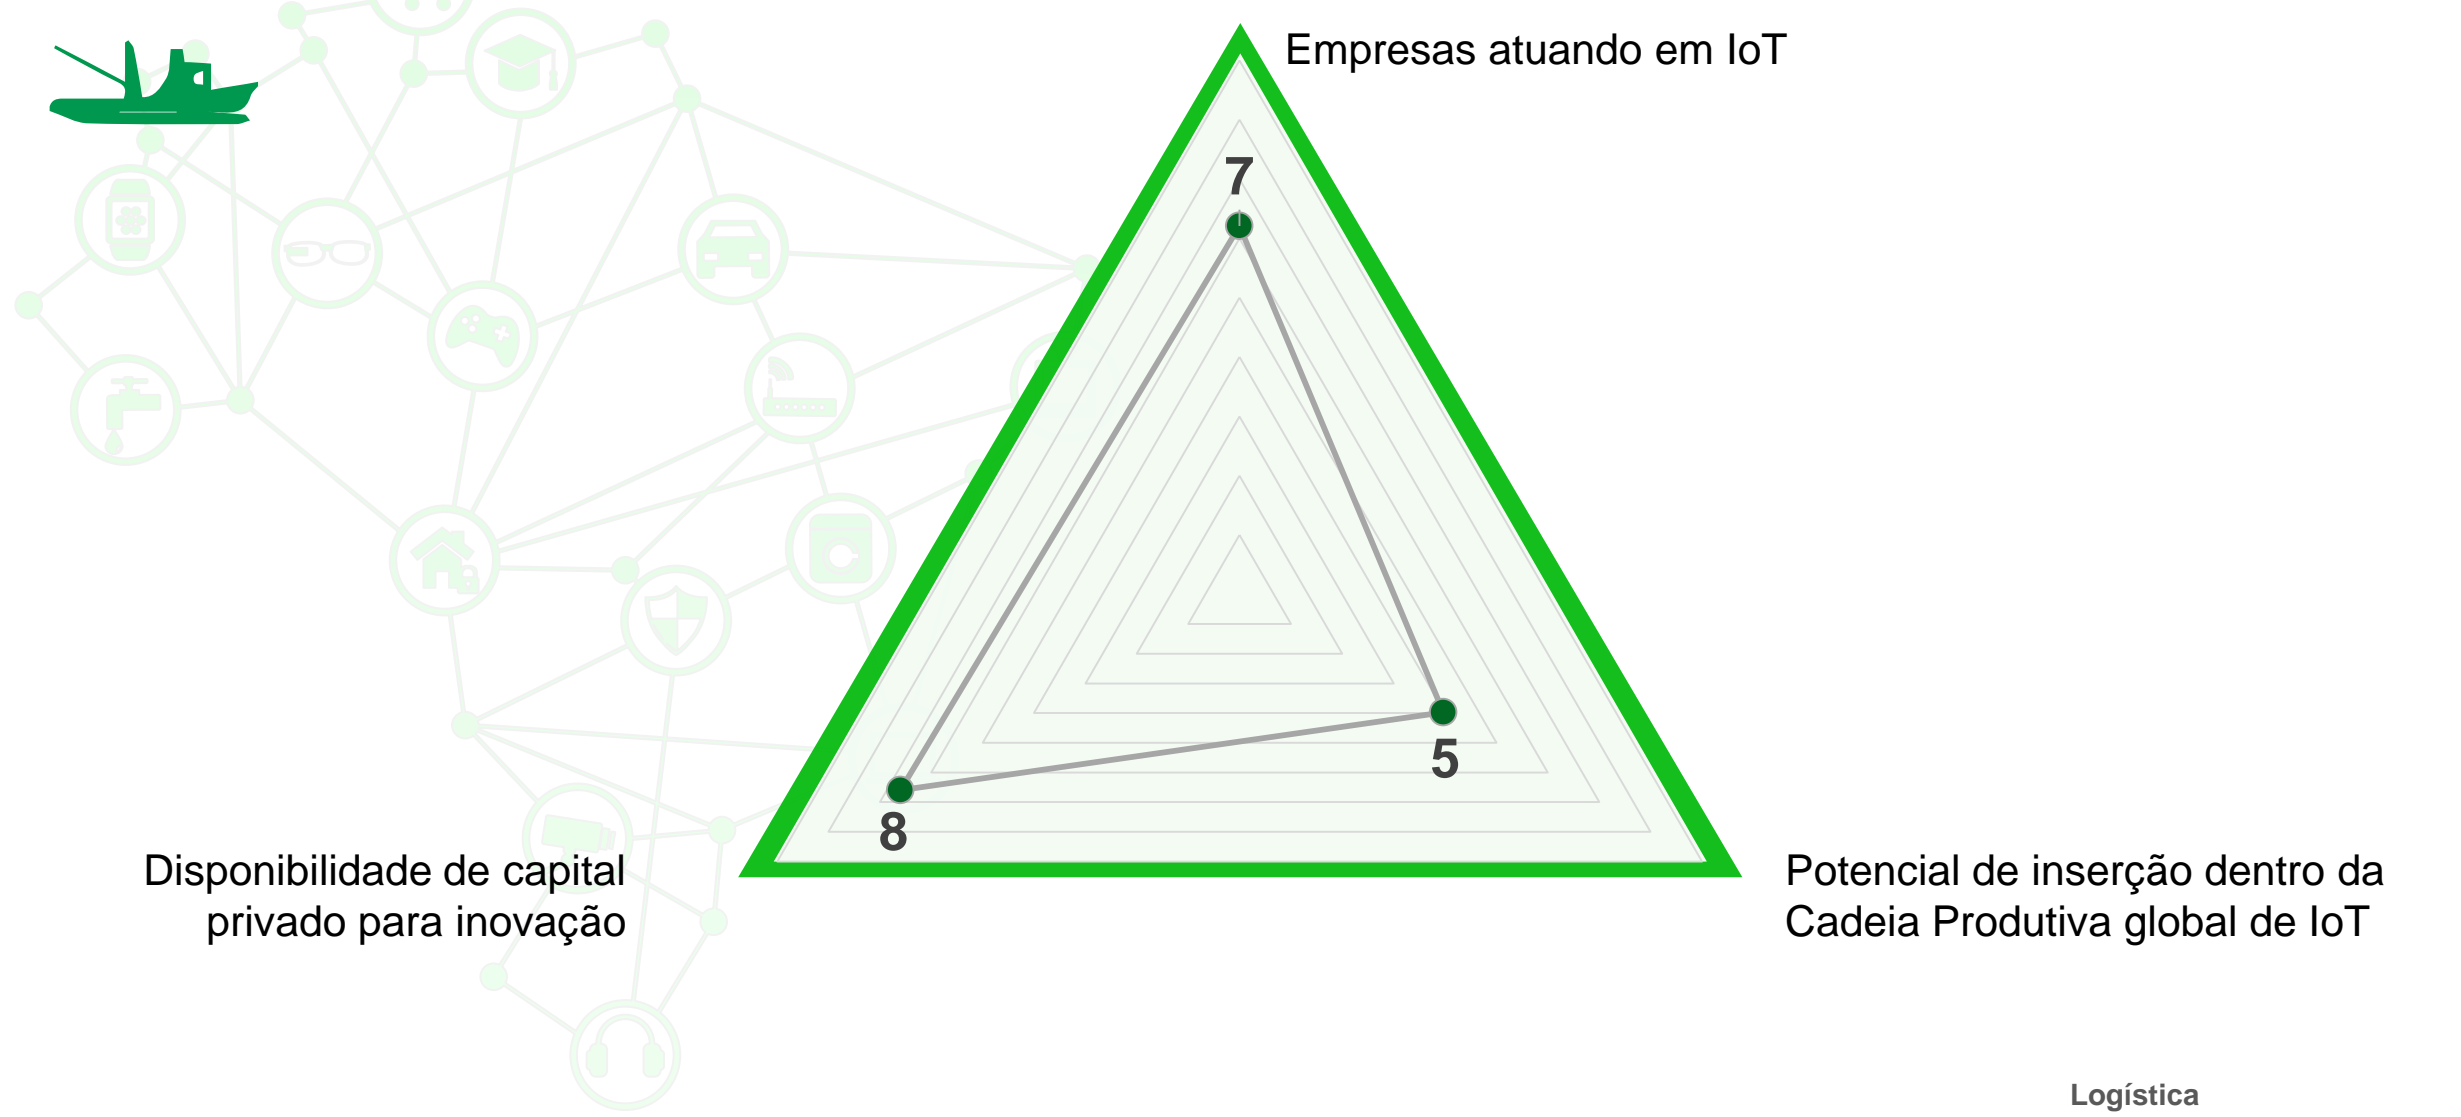 Empresas atuando em IoT
7
5
8
Disponibilidade de capital
privado para inovação
Potencial de inserção dentro da
Cadeia Produtiva global de IoT
Logística